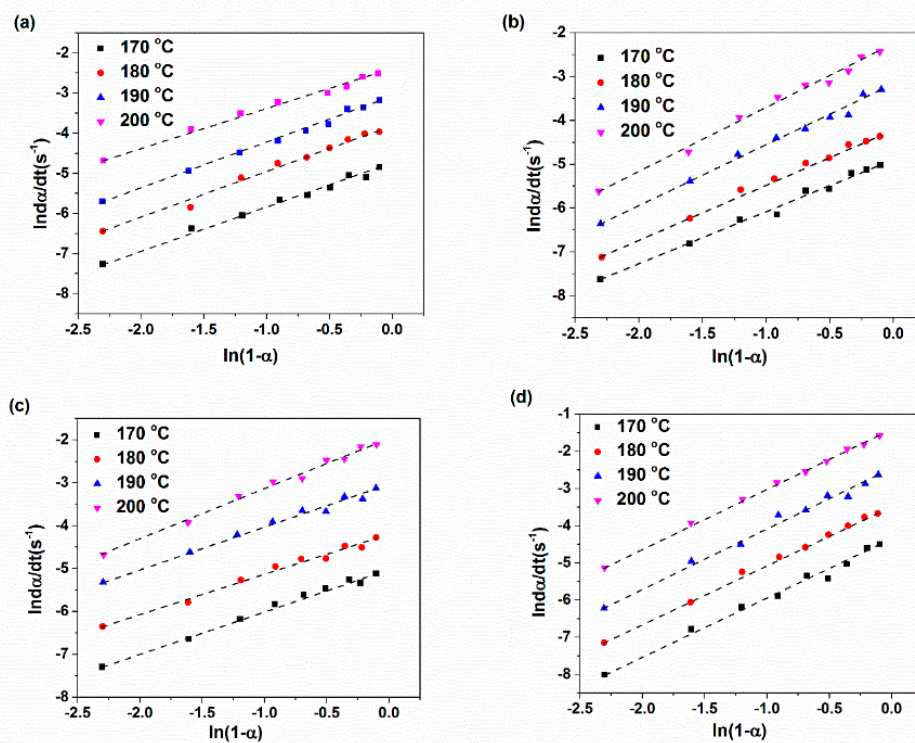 (a)
170 °C
180 °C
190 °C
200 °C
-2
-3
-4
-5
-6
-7
-8
lndα/dt(s⁻¹)
-2.5 -2.0 -1.5 -1.0 -0.5 0.0
ln(1-α)
(b)
-1
170 °C
180 °C
190 °C
200 °C
-2
-3
-4
-5
-6
-7
-8
lndα/dt(s⁻¹)
-2.5 -2.0 -1.5 -1.0 -0.5 0.0
ln(1-α)
(c)
170 °C
180 °C
190 °C
200 °C
-2
-3
-4
-5
-6
-7
-8
lndα/dt(s⁻¹)
-2.5 -2.0 -1.5 -1.0 -0.5 0.0
ln(1-α)
(d)
-1
170 °C
180 °C
190 °C
200 °C
-2
-3
-4
-5
-6
-7
-8
lndα/dt(s⁻¹)
-2.5 -2.0 -1.5 -1.0 -0.5 0.0
ln(1-α)